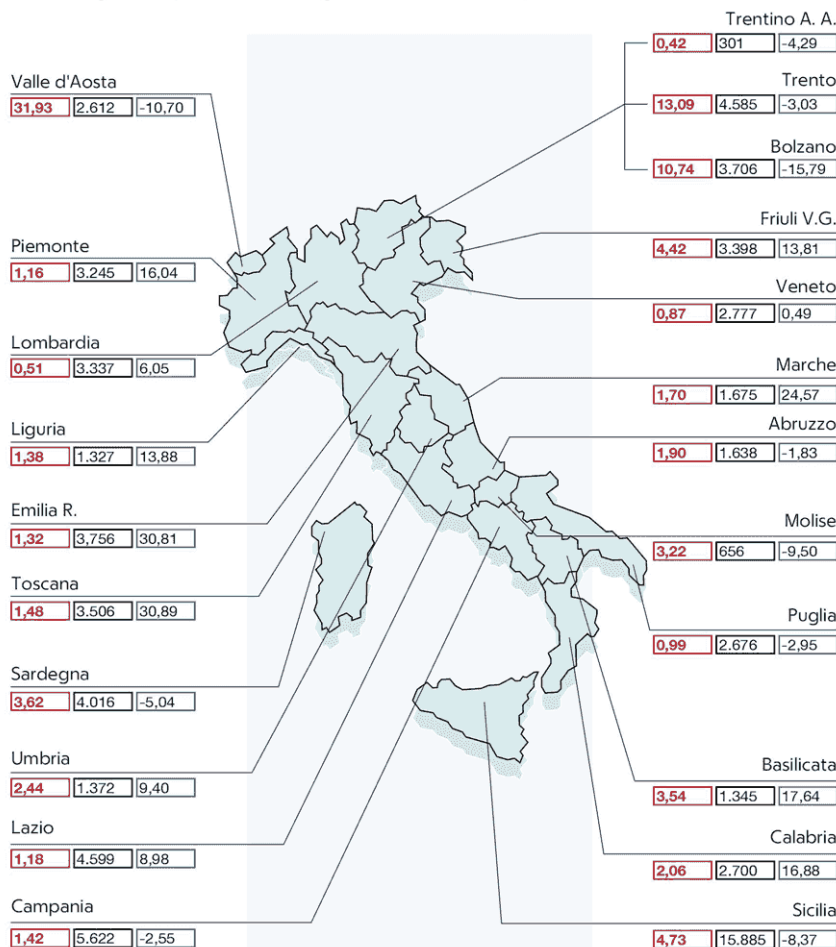 Trentino A. A.
0,42 301 -4,29
Valle d'Aosta
31,93 2.612 -10,70
Trento
13,09 4.585 -3,03
Bolzano
10,74 3.706 -15,79
Piemonte
1,16 3.245 16,04
Friuli V.G.
4,42 3.398 13,81
Veneto
0,87 2.777 0,49
Lombardia
0,51 3.337 6,05
Marche
1,70 1.675 24,57
Liguria
1,38 1.327 13,88
Abruzzo
1,90 1.638 -1,83
Emilia R.
1,32 3,756 30,81
Molise
3,22 656 -9,50
Toscana
1,48 3.506 30,89
Puglia
0,99 2.676 -2,95
Sardegna
3,62 4.016 -5,04
Umbria
2,44 1.372 9,40
Basilicata
3,54 1.345 17,64
Lazio
1,18 4.599 8,98
Calabria
2,06 2.700 16,88
Campania
1,42 5.622 -2,55
Sicilia
4,73 15.885 -8,37